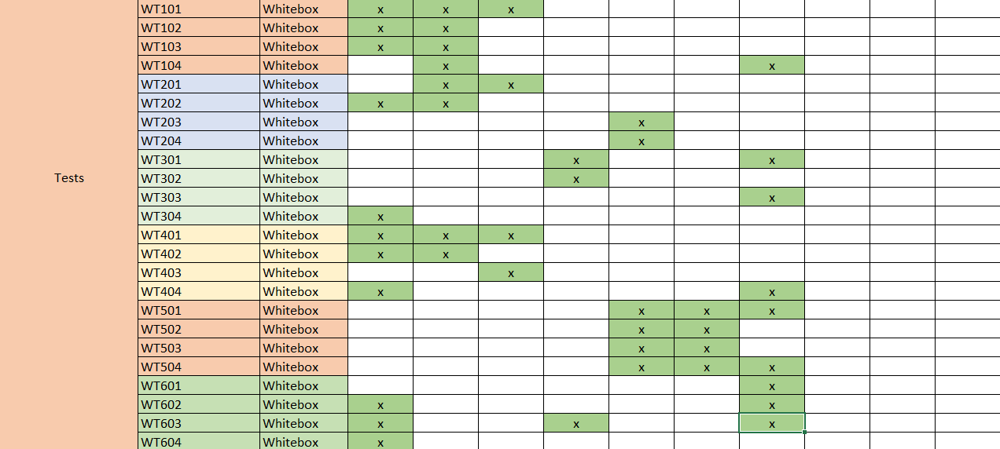 WT101 Whitebox x x x
WT102 Whitebox x x
WT103 Whitebox x x
WT104 Whitebox x x
WT201 Whitebox x x
WT202 Whitebox x x
WT203 Whitebox x
WT204 Whitebox x
WT301 Whitebox x x
Tests WT302 Whitebox x
WT303 Whitebox x
WT304 Whitebox x
WT401 Whitebox x x x
WT402 Whitebox x x
WT403 Whitebox x
WT404 Whitebox x x
WT501 Whitebox x x x
WT502 Whitebox x x
WT503 Whitebox x x
WT504 Whitebox x x x
WT601 Whitebox x
WT602 Whitebox x x
WT603 Whitebox x x x
WT604 Whitebox x